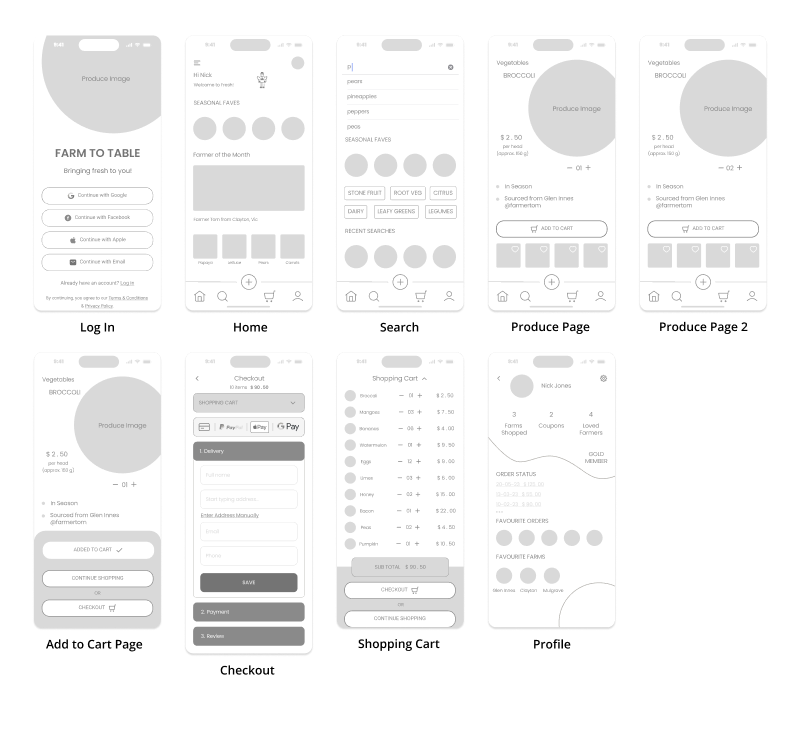 9:41
Produce Image
FARM TO TABLE
Bringing fresh to you!
Continue with Google
Continue with Facebook
Continue with Apple
Continue with Email
Already have an account? Log In
By continuing, you agree to our Terms & Conditions
& Privacy Policy
Log In
9:41
Hi Nick
Welcome to fresh!
SEASONAL FAVES
Farmer of the Month
Farmer Tom from Clayton, Vic
Papaya
Peers
Carrots
Home
9:41
p
pears
pineapples
peppers
peas
SEASONAL FAVES
STONE FRUIT
ROOT VEG
CITRUS
DAIRY
LEAFY GREENS
LEGUMES
RECENT SEARCHES
Search
9:41
Vegetables
BROCCOLI
Produce Image
$ 2 . 50
per head
(approx. 150 g)
01
In Season
Sourced from Glen Innes
@farmertom
ADD TO CART
Produce Page
9:41
Vegetables
BROCCOLI
Produce Image
$ 2 . 50
per head
(approx. 150 g)
02
In Season
Sourced from Glen Innes
@farmertom
ADD TO CART
Produce Page 2
9:41
Vegetables
BROCCOLI
Produce Image
$ 2 . 50
per head
(approx. 150 g)
01
In Season
Sourced from Glen Innes
@farmertom
ADDED TO CART
CONTINUE SHOPPING
OR
CHECKOUT
Add to Cart Page
9:41
Checkout
10 items $ 90 . 50
SHOPPING CART
PayPal
Pay
G Pay
1. Delivery
Full name
Start typing address...
Enter Address Manually
Email
Phone
SAVE
2. Payment
3. Review
Checkout
9:41
Shopping Cart
Broccoli 01 $ 2 . 50
Mangoes 03 $ 7 . 50
Bananas 05 $ 4 . 00
Watermelon 01 $ 9 . 50
Eggs 12 $ 6 . 00
Limes 03 $ 6 . 00
Honey 03 $ 15 . 00
Bacon 01 $ 22 . 00
Peas 03 $ 4 . 50
Pumpkin 01 $ 10 . 50
SUBTOTAL $ 90 . 50
CHECKOUT
OR
CONTINUE SHOPPING
Shopping Cart
9:41
Nick Jones
3
2
4
Farms
Shopped
Coupons
Loved
Farmers
GOLD
MEMBER
ORDER STATUS
FAVOURITE ORDERS
FAVOURITE FARMS
Glen Innes
Clayton
Musgrave
Profile